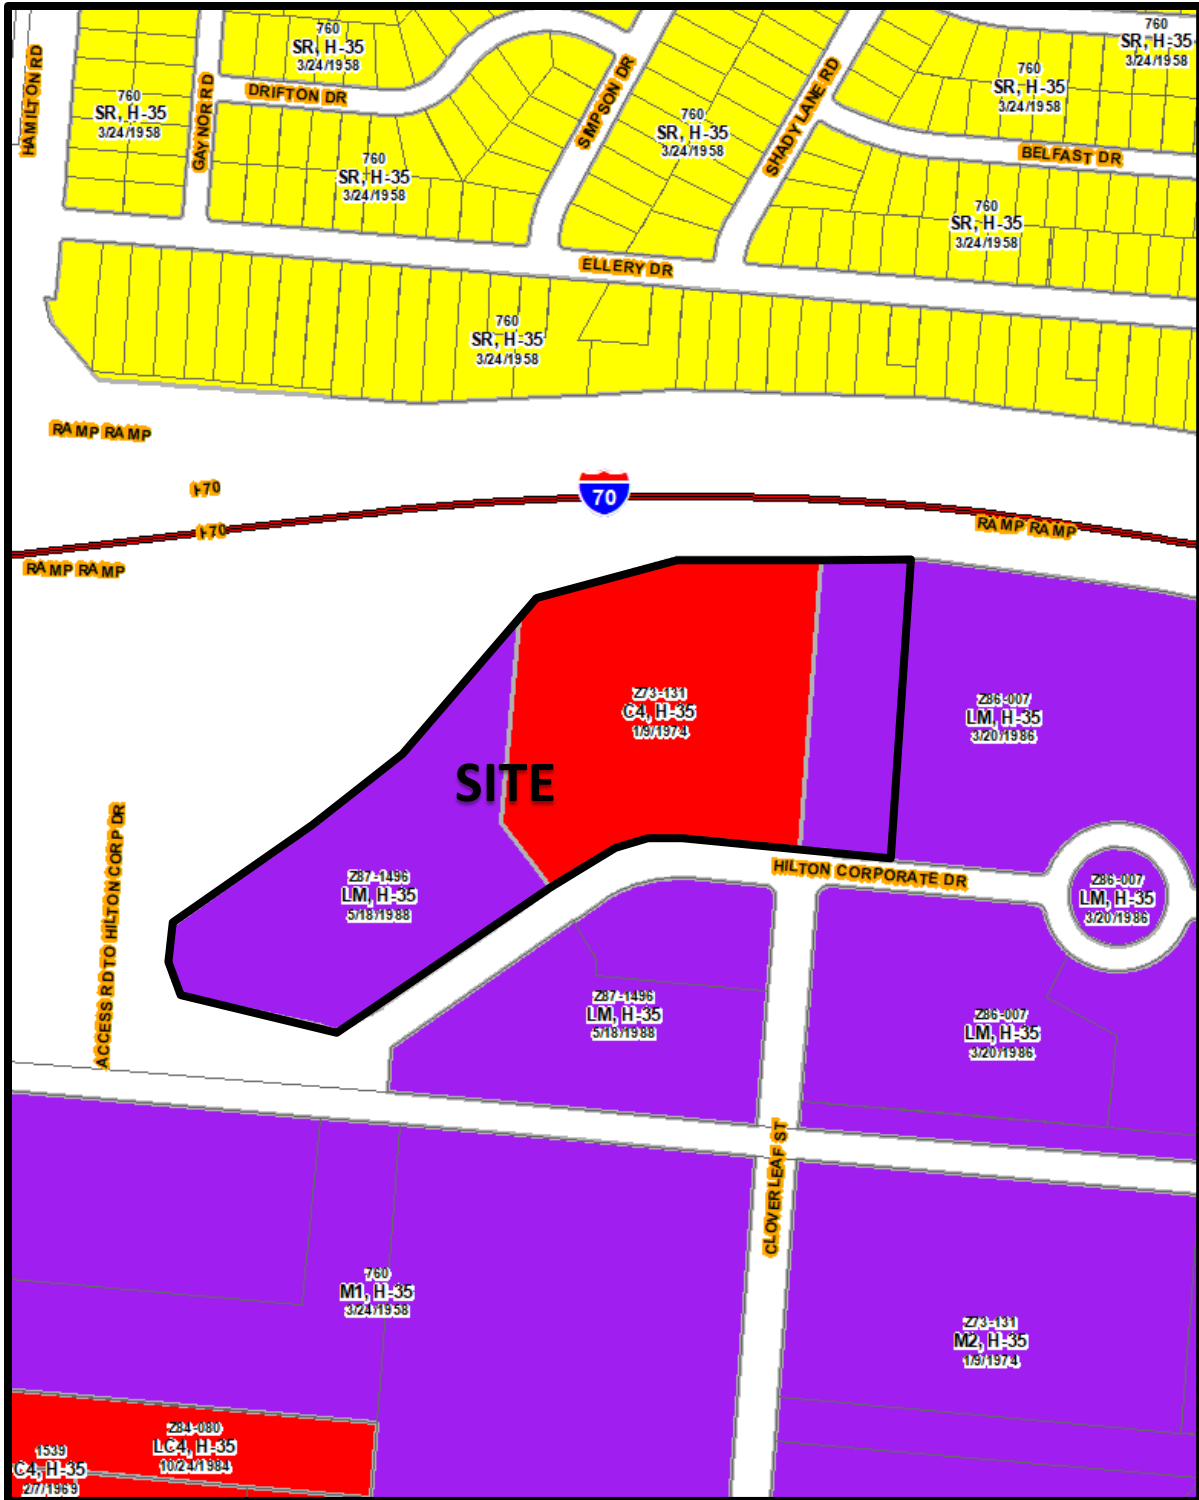 760
SR, H-35
3/24/1958
760
SR, H-35
3/24/1958
HAMILTON RD
760
SR, H-35
3/24/1958
GAYNOR RD
DRIFTON DR
SIMPSON DR
760
SR, H-35
3/24/1958
SHADY LANE RD
760
SR, H-35
3/24/1958
BELFAST DR
760
SR, H-35
3/24/1958
760
SR, H-35
3/24/1958
ELLERY DR
760
SR, H-35
3/24/1958
RAMP RAMP
I-70
70
I-70
RAMP RAMP
RAMP RAMP
Z73-131
C4, H-35
1/9/1974
Z86-007
LM, H-35
3/20/1986
SITE
ACCESS RD TO HILTON CORP DR
Z87-1496
LM, H-35
5/18/1988
HILTON CORPORATE DR
Z86-007
LM, H-35
3/20/1986
Z87-1496
LM, H-35
5/18/1988
Z86-007
LM, H-35
3/20/1986
CLOVERLEAF ST
760
M1, H-35
3/24/1958
Z73-131
M2, H-35
1/9/1974
Z84-080
LC4, H-35
10/24/1984
1539
C4, H-35
2/7/1969